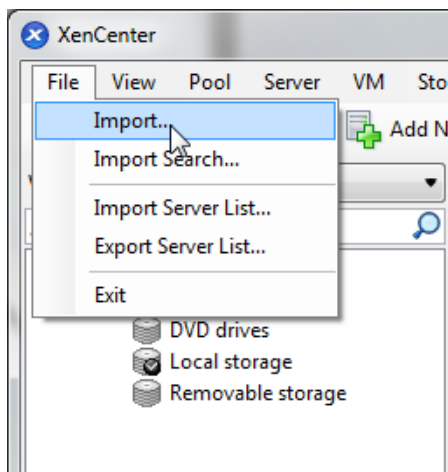 XenCenter
File View Pool Server VM Sto
Import...
Add N
Import Search...
Import Server List...
Export Server List...
Exit
DVD drives
Local storage
Removable storage